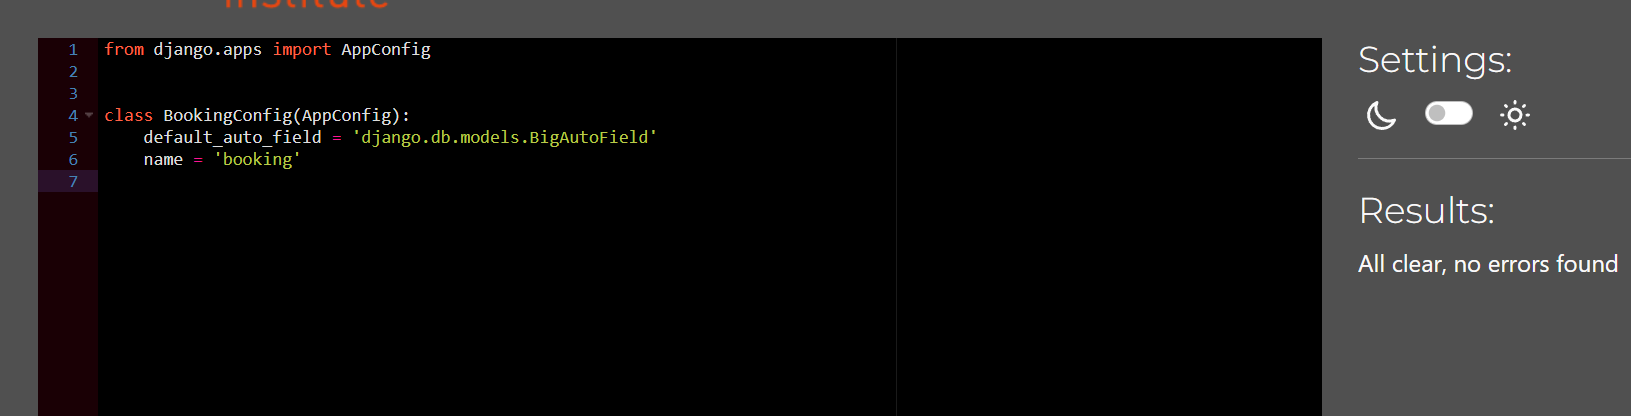 Institute
1 from django.apps import AppConfig
2
3
4 class BookingConfig(AppConfig):
5     default_auto_field = 'django.db.models.BigAutoField'
6     name = 'booking'
7
Settings:
Results:
All clear, no errors found